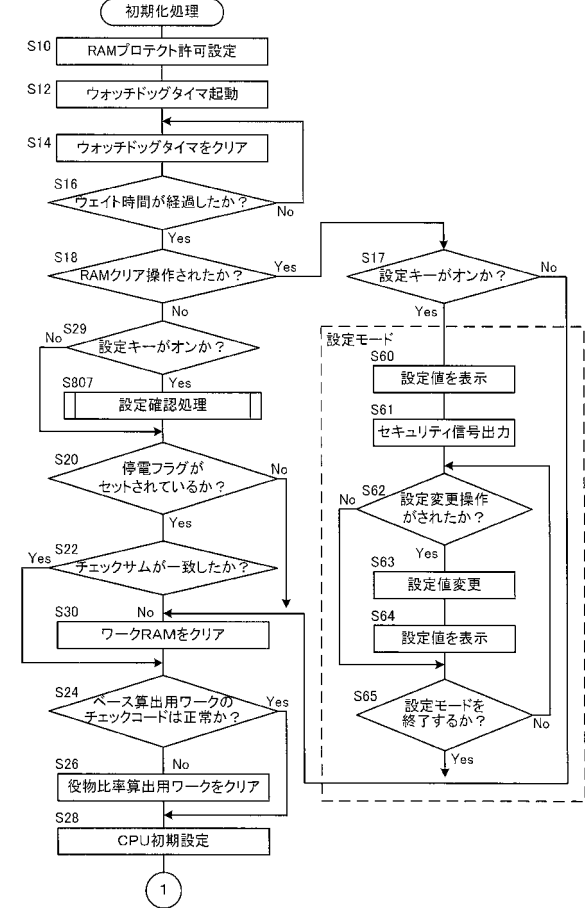 初期化処理
S10
RAMプロテクト許可設定
S12
ウォッチドッグタイマ起動
S14
ウォッチドッグタイマをクリア
S16
ウェイト時間が経過したか？
No
Yes
S18
RAMクリア操作されたか？
Yes
No
S17
設定キーがオンか？
No
Yes
S29
設定キーがオンか？
No
Yes
S807
設定確認処理
設定モード
S60
設定値を表示
S61
セキュリティ信号出力
S20
停電フラグが
セットされているか？
No
Yes
S62
設定変更操作
がされたか？
No
Yes
S22
チェックサムが一致したか？
Yes
No
S63
設定値変更
S30
ワークRAMをクリア
S64
設定値を表示
S24
ベース算出用ワークの
チェックコードは正常か？
Yes
No
S65
設定モードを
終了するか？
No
Yes
S26
役物比率算出用ワークをクリア
S28
CPU初期設定
1